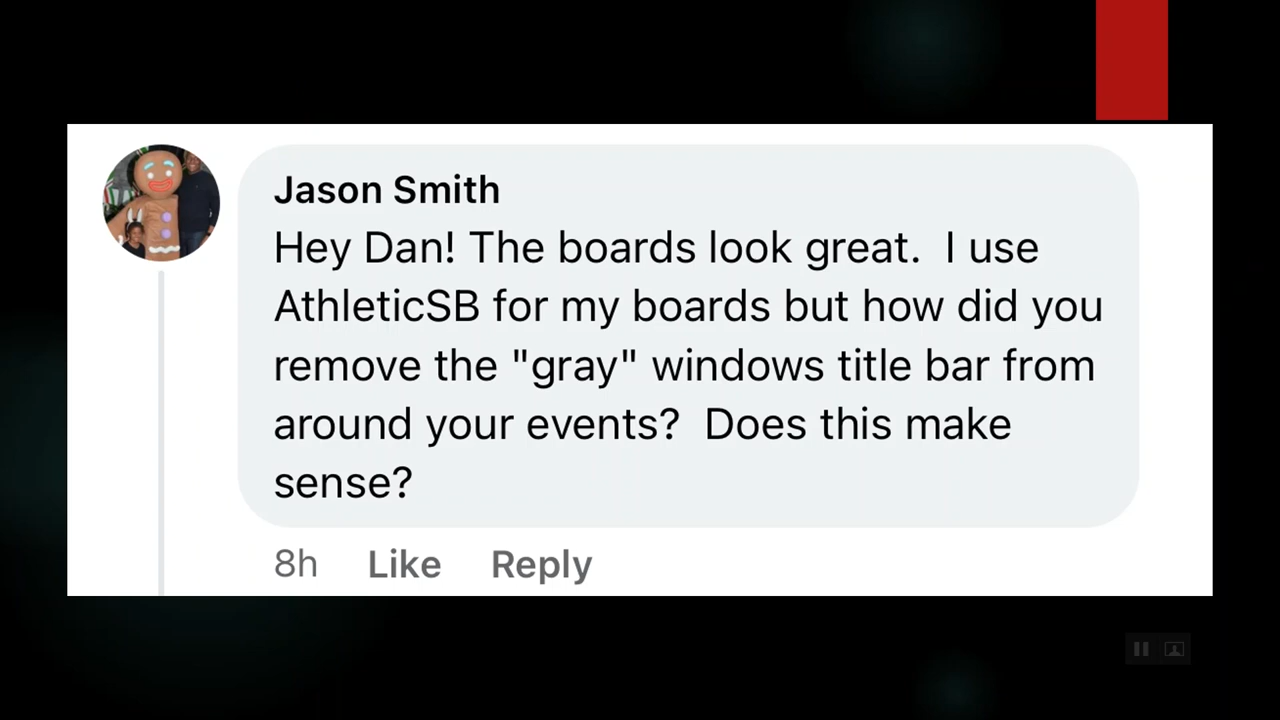 Jason Smith
Hey Dan! The boards look great.  I use
AthleticSB for my boards but how did you
remove the "gray" windows title bar from
around your events?  Does this make
sense?
8h Like Reply